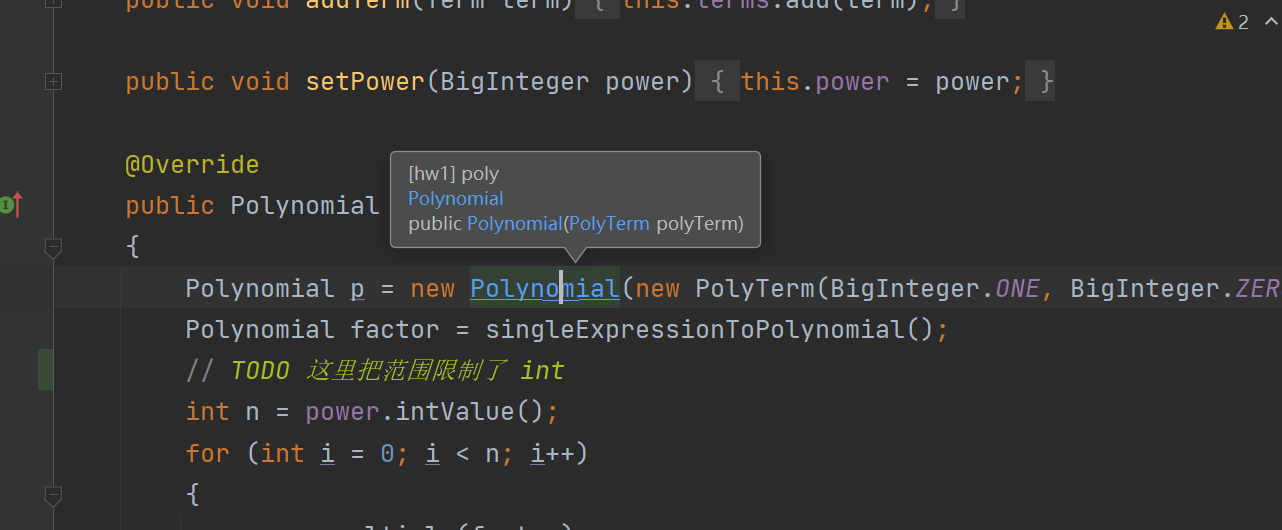 public void addTerm(Term term) { this.terms.add(term); }
2
public void setPower(BigInteger power) { this.power = power; }
@Override
public Polynomial
[hw1] poly
Polynomial
public Polynomial(PolyTerm polyTerm)
{
Polynomial p = new Polynomial(new PolyTerm(BigInteger.ONE, BigInteger.ZER
Polynomial factor = singleExpressionToPolynomial();
// TODO 这里把范围限制了 int
int n = power.intValue();
for (int i = 0; i < n; i++)
{
(factor)